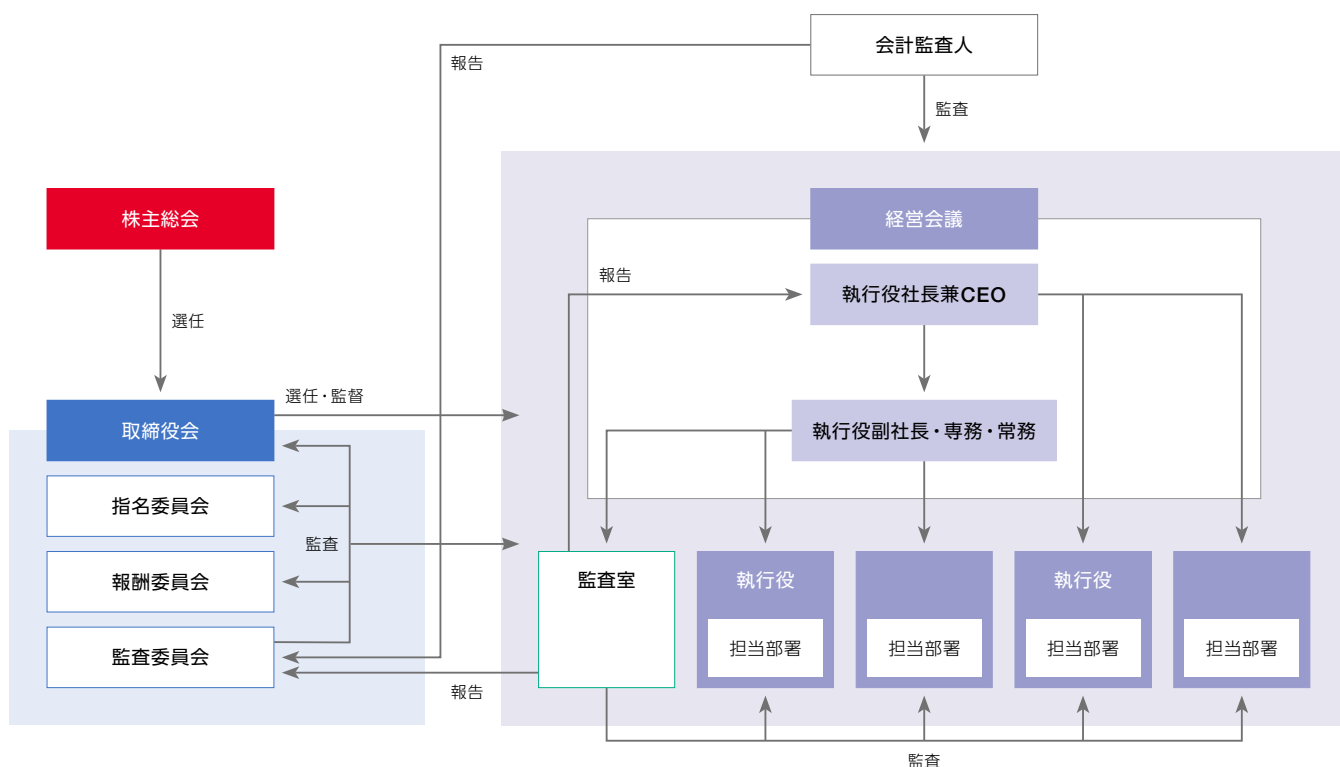 会計監査人
報告
監査
株主総会
経営会議
報告
執行役社長兼CEO
選任
選任・監督
取締役会
執行役副社長・専務・常務
指名委員会
監査
報酬委員会
監査室
執行役
執行役
担当部署
担当部署
担当部署
担当部署
監査委員会
報告
監査